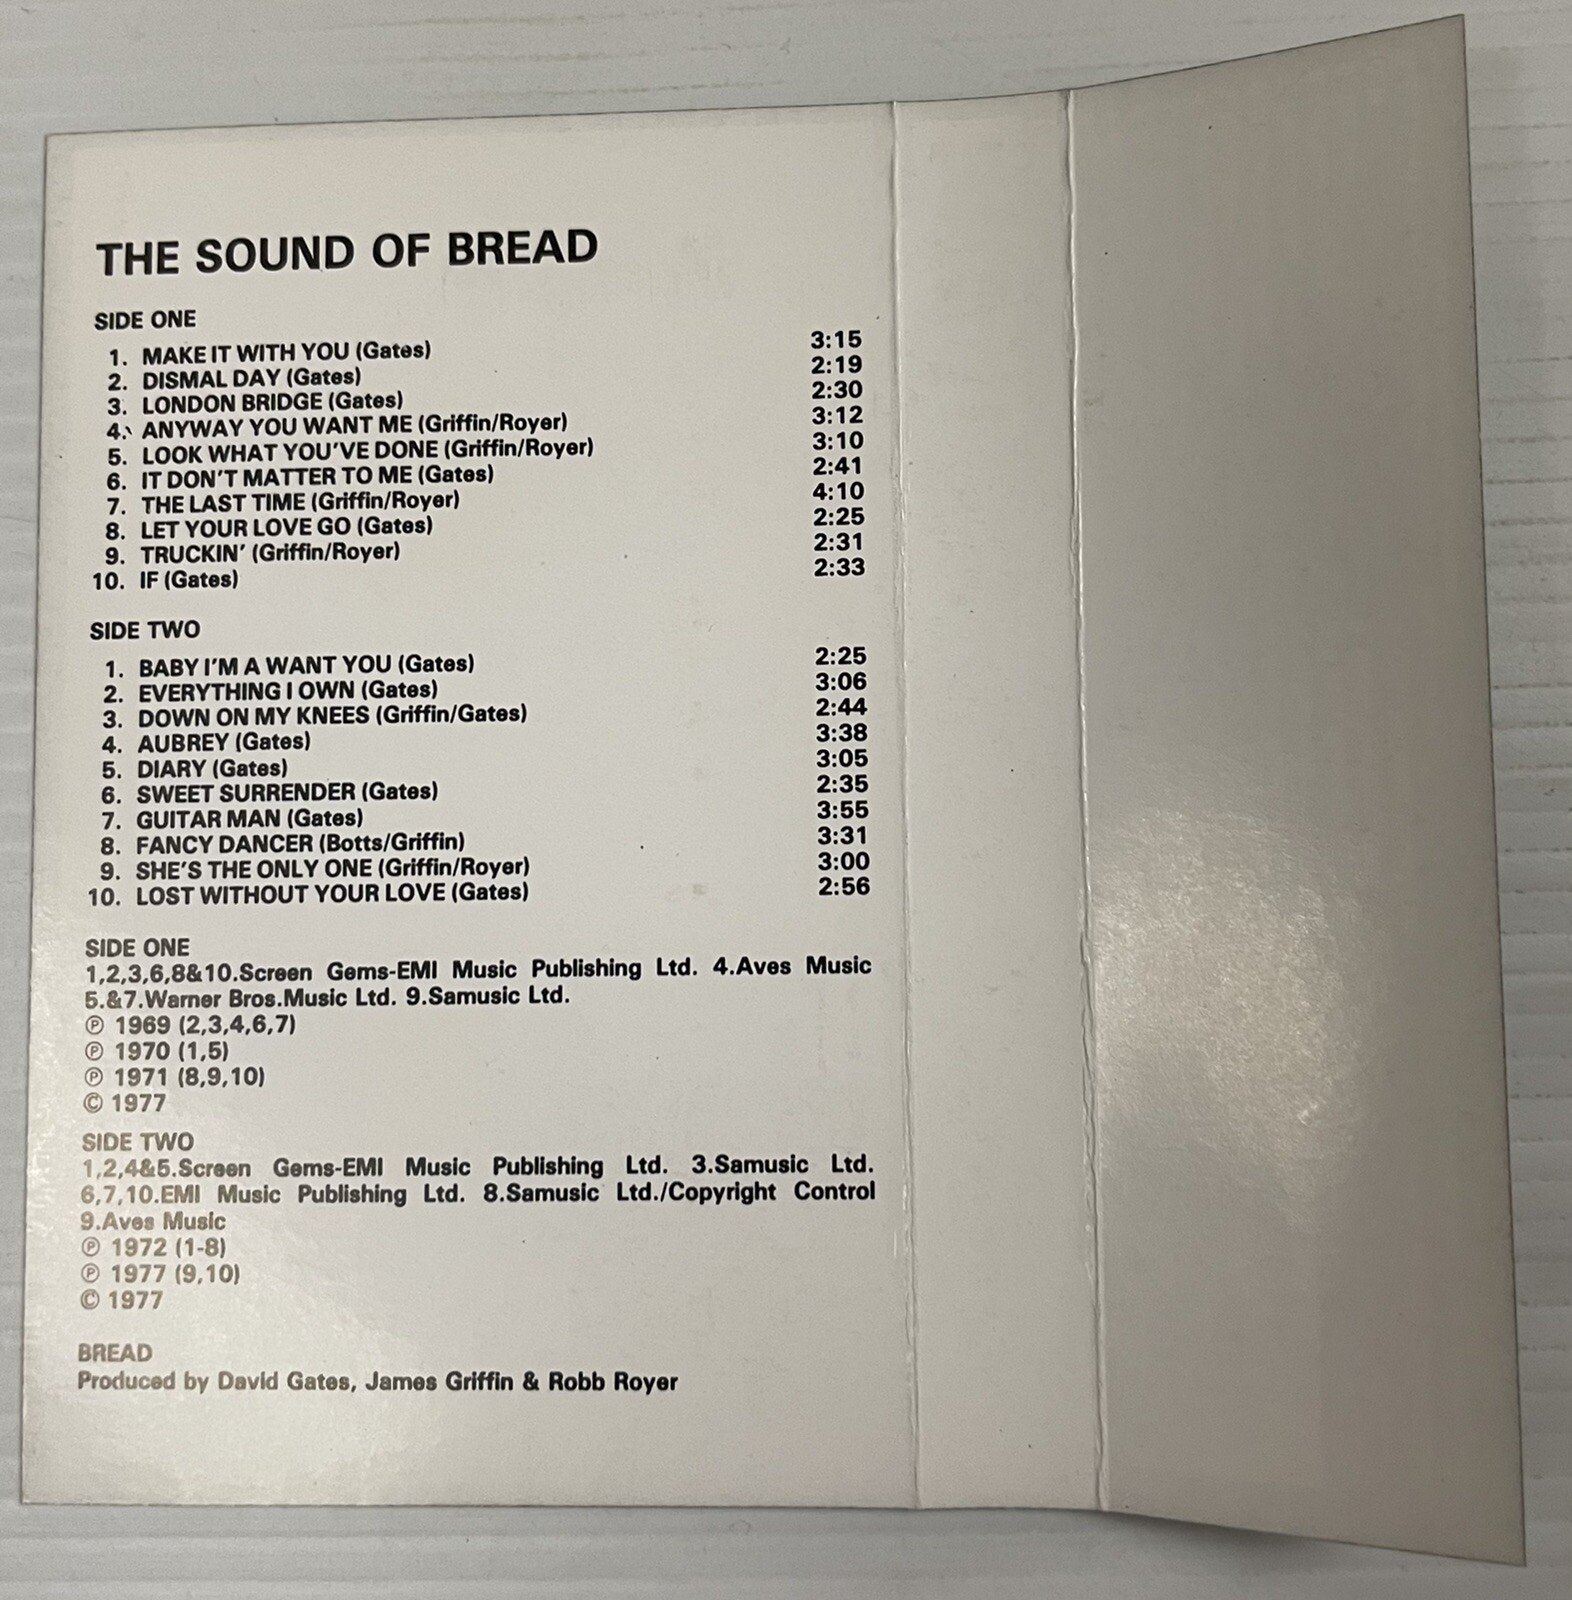 THE SOUND OF BREAD
SIDE ONE
1. MAKE IT WITH YOU (Gates) 3:15
2. DISMAL DAY (Gates) 2:19
3. LONDON BRIDGE (Gates) 2:30
4. ANYWAY YOU WANT ME (Griffin/Royer) 3:12
5. LOOK WHAT YOU'VE DONE (Griffin/Royer) 3:10
6. IT DON'T MATTER TO ME (Gates) 2:41
7. THE LAST TIME (Griffin/Royer) 4:10
8. LET YOUR LOVE GO (Gates) 2:25
9. TRUCKIN' (Griffin/Royer) 2:31
10. IF (Gates) 2:33
SIDE TWO
1. BABY I'M A WANT YOU (Gates) 2:25
2. EVERYTHING I OWN (Gates) 3:06
3. DOWN ON MY KNEES (Griffin/Gates) 2:44
4. AUBREY (Gates) 3:38
5. DIARY (Gates) 3:05
6. SWEET SURRENDER (Gates) 2:35
7. GUITAR MAN (Gates) 3:55
8. FANCY DANCER (Botts/Griffin) 3:31
9. SHE'S THE ONLY ONE (Griffin/Royer) 3:00
10. LOST WITHOUT YOUR LOVE (Gates) 2:56
SIDE ONE
1,2,3,6,8&10.Screen Gems-EMI Music Publishing Ltd. 4.Aves Music
5.&7.Warner Bros.Music Ltd. 9.Samusic Ltd.
℗ 1969 (2,3,4,6,7)
℗ 1970 (1,5)
℗ 1971 (8,9,10)
© 1977
SIDE TWO
1,2,4&5.Screen Gems-EMI Music Publishing Ltd. 3.Samusic Ltd.
6,7,10.EMI Music Publishing Ltd. 8.Samusic Ltd./Copyright Control
9.Aves Music
℗ 1972 (1-8)
℗ 1977 (9,10)
© 1977
BREAD
Produced by David Gates, James Griffin & Robb Royer